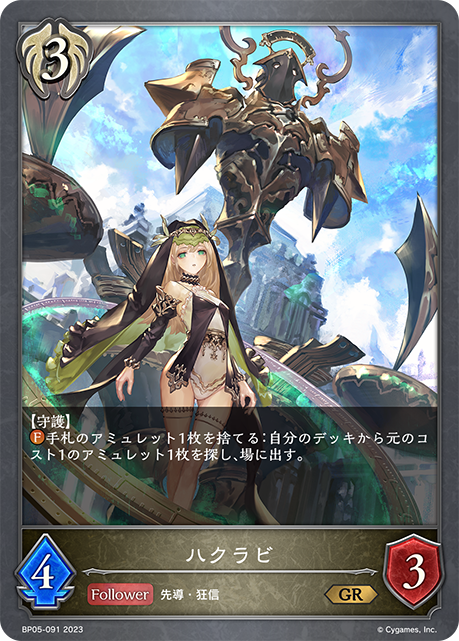 3
【守護】
F 手札のアミュレット1枚を捨てる：自分のデッキから元のコ
スト1のアミュレット1枚を探し、場に出す。
ハクラビ
4
Follower 先導・狂信 GR
3
BP05-091 2023 © Cygames, Inc.